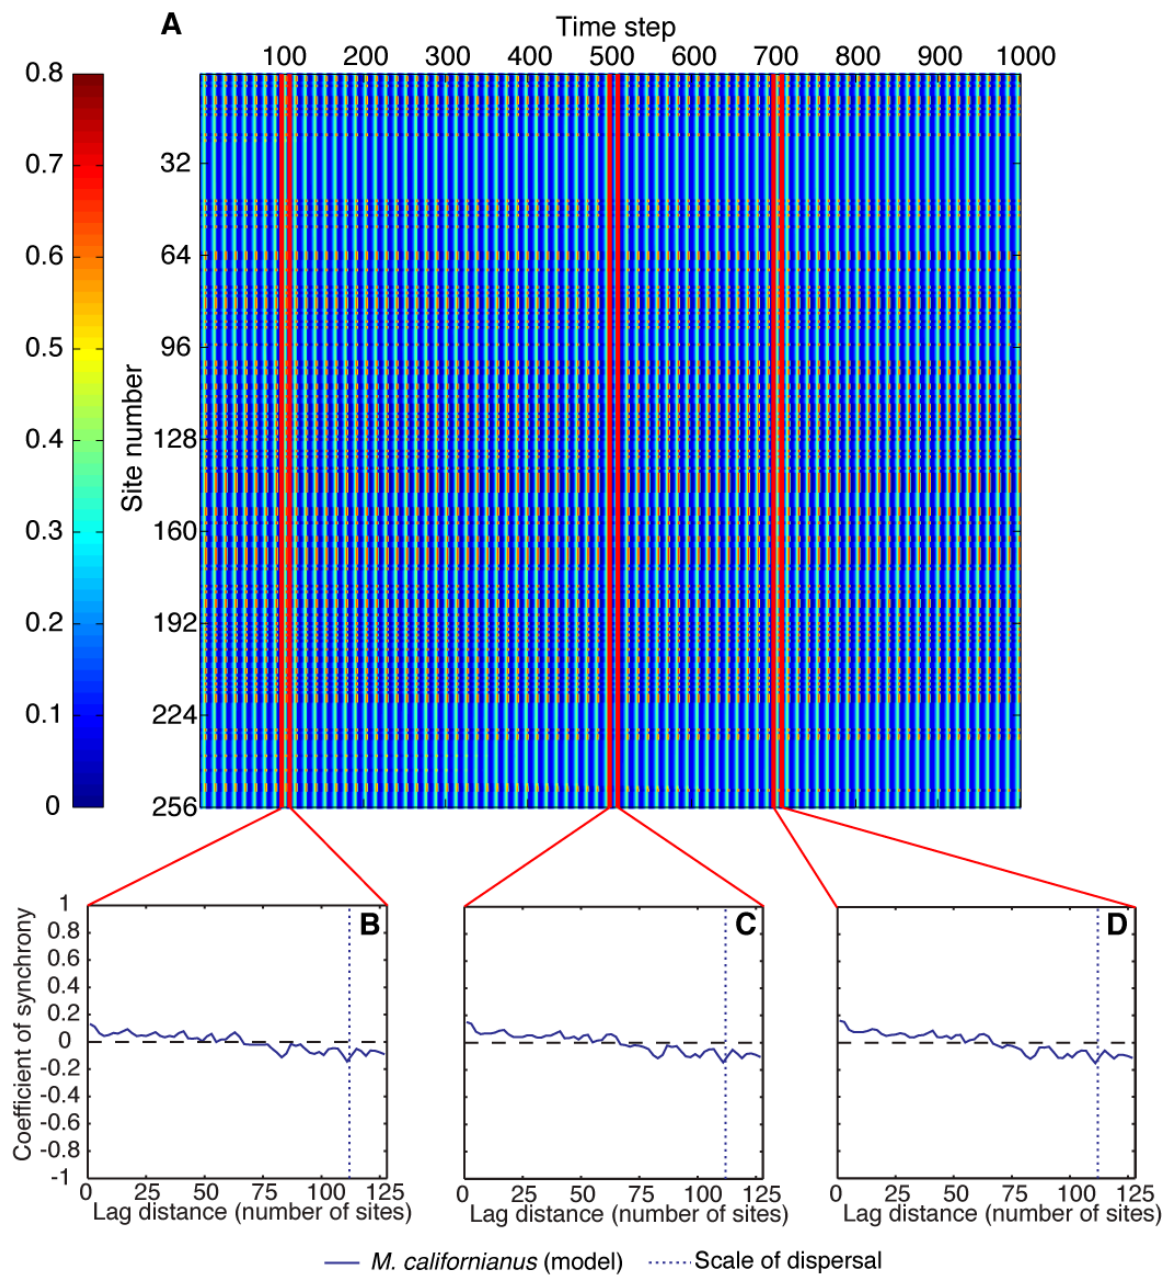 A
Time step
100 200 300 400 500 600 700 800 900 1000
0.8
0.7
0.6
0.5
0.4
0.3
0.2
0.1
0
Site number
32
64
96
128
160
192
224
256
Coefficient of synchrony
1
0.8
0.6
0.4
0.2
0
-0.2
-0.4
-0.6
-0.8
-1
B
0 25 50 75 100 125
Lag distance (number of sites)
C
0 25 50 75 100 125
Lag distance (number of sites)
D
0 25 50 75 100 125
Lag distance (number of sites)
M. californianus (model) Scale of dispersal